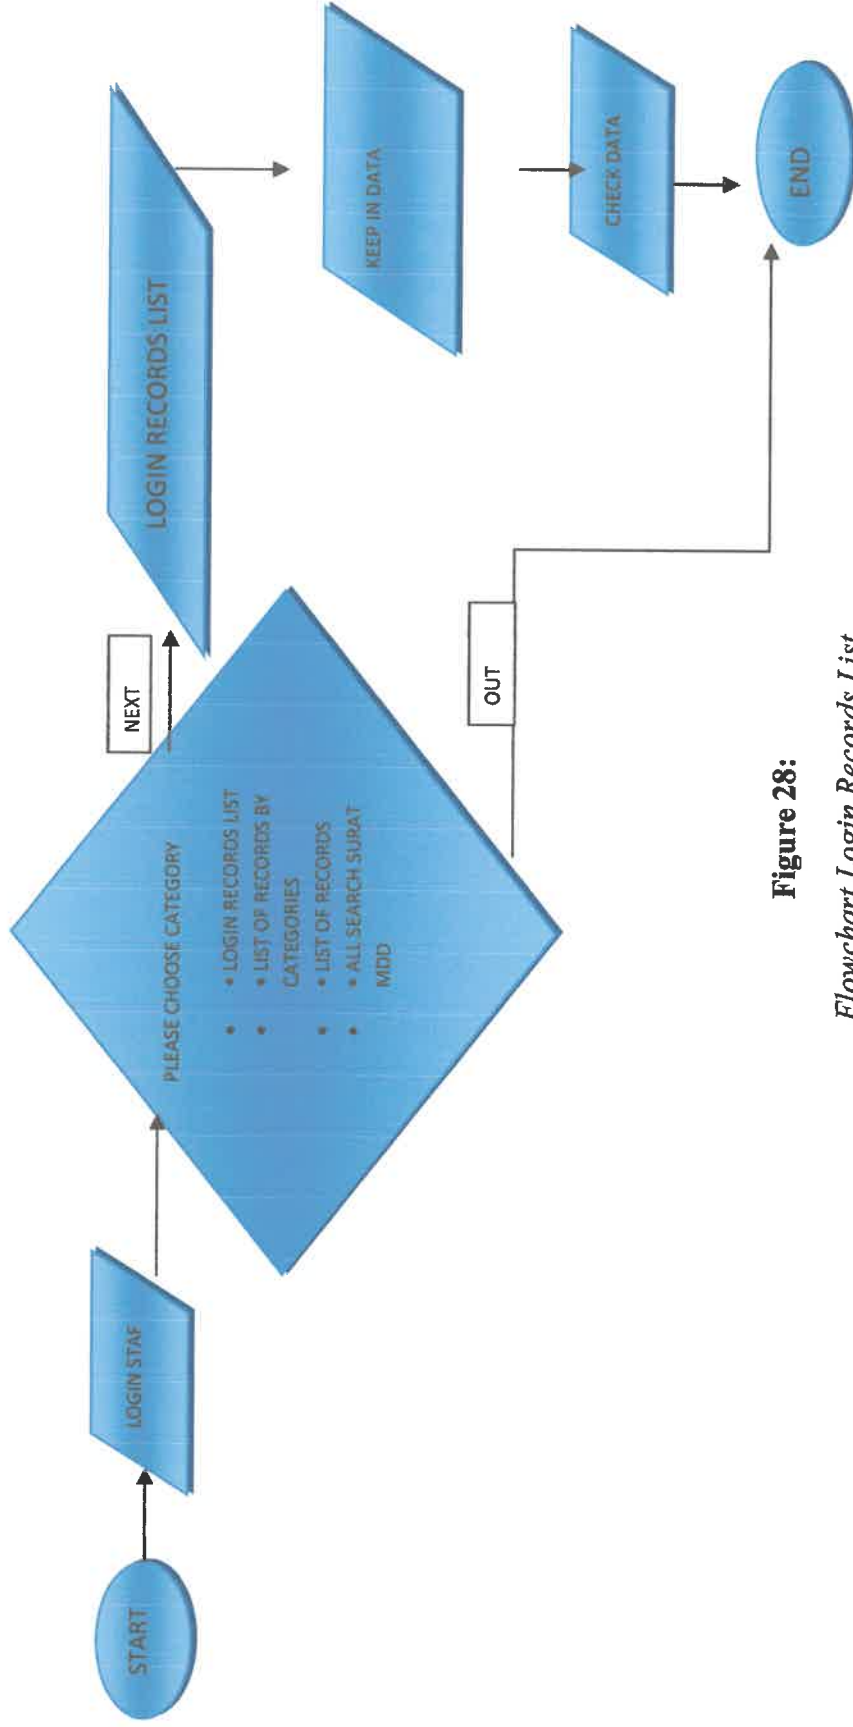 START
LOGIN STAF
PLEASE CHOOSE CATEGORY
• • LOGIN RECORDS LIST
• • LIST OF RECORDS BY
CATEGORIES
• • LIST OF RECORDS
• • ALL SEARCH SURAT
MDD
NEXT
LOGIN RECORDS LIST
KEEP IN DATA
CHECK DATA
OUT
END
Figure 28:
Flowchart Login Records List